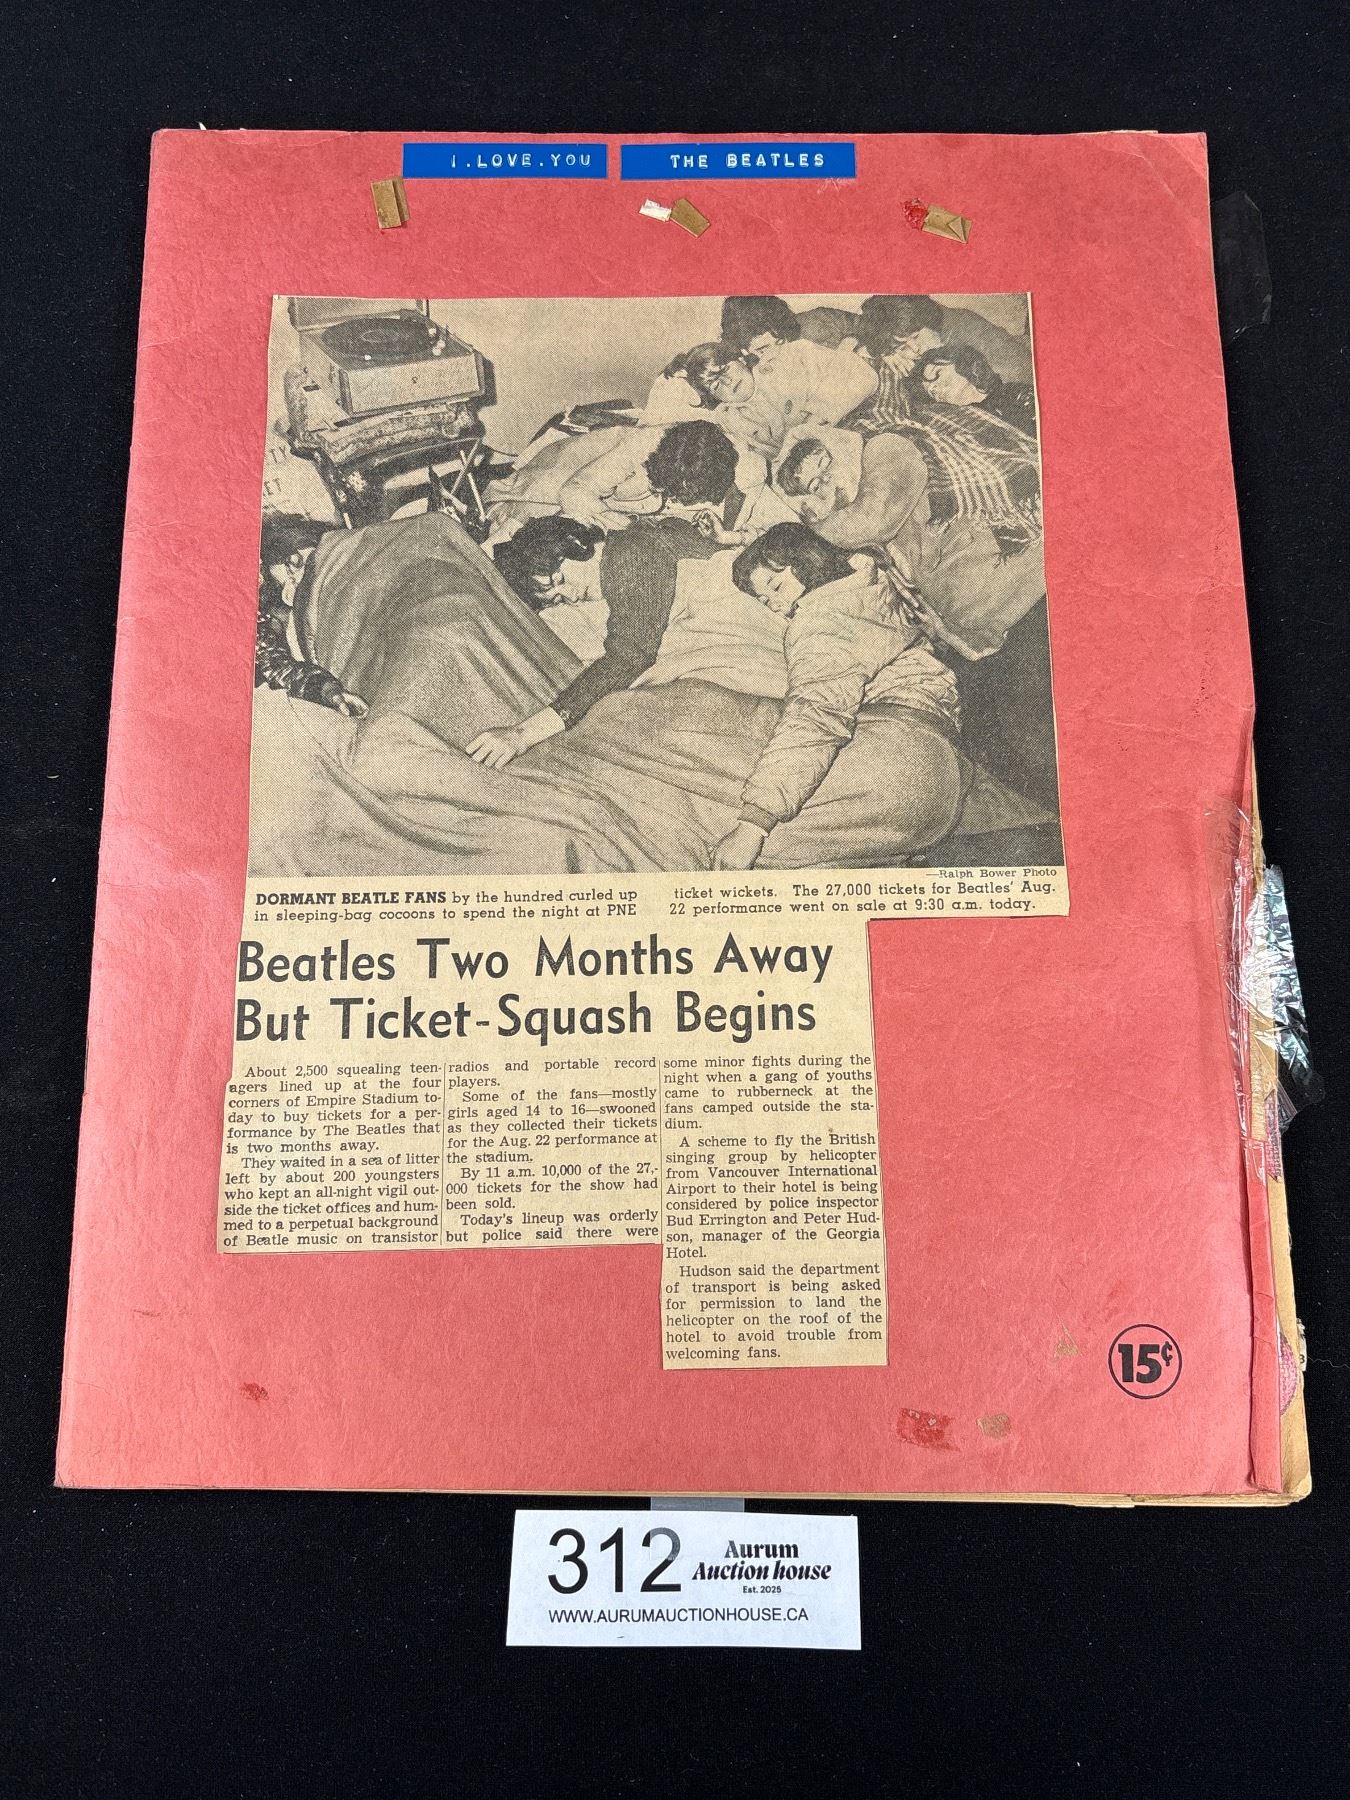 I.LOVE.YOU THE BEATLES
TY
ET
—Ralph Bower Photo
DORMANT BEATLE FANS by the hundred curled up
in sleeping-bag cocoons to spend the night at PNE
ticket wickets. The 27,000 tickets for Beatles' Aug.
22 performance went on sale at 9:30 a.m. today.
Beatles Two Months Away
But Ticket-Squash Begins
About 2,500 squealing teen-
agers lined up at the four
corners of Empire Stadium to-
day to buy tickets for a per-
formance by The Beatles that
is two months away.
They waited in a sea of litter
left by about 200 youngsters
who kept an all-night vigil out-
side the ticket offices and hum-
med to a perpetual background
of Beatle music on transistor
radios and portable record
players.
Some of the fans—mostly
girls aged 14 to 16—swooned
as they collected their tickets
for the Aug. 22 performance at
the stadium.
By 11 a.m. 10,000 of the 27,-
000 tickets for the show had
been sold.
Today's lineup was orderly
but police said there were
some minor fights during the
night when a gang of youths
came to rubberneck at the
fans camped outside the sta-
dium.
A scheme to fly the British
singing group by helicopter
from Vancouver International
Airport to their hotel is being
considered by police inspector
Bud Errington and Peter Hud-
son, manager of the Georgia
Hotel.
Hudson said the department
of transport is being asked
for permission to land the
helicopter on the roof of the
hotel to avoid trouble from
welcoming fans.
15¢
312
Aurum
Auction house
Est. 2025
WWW.AURUMAUCTIONHOUSE.CA